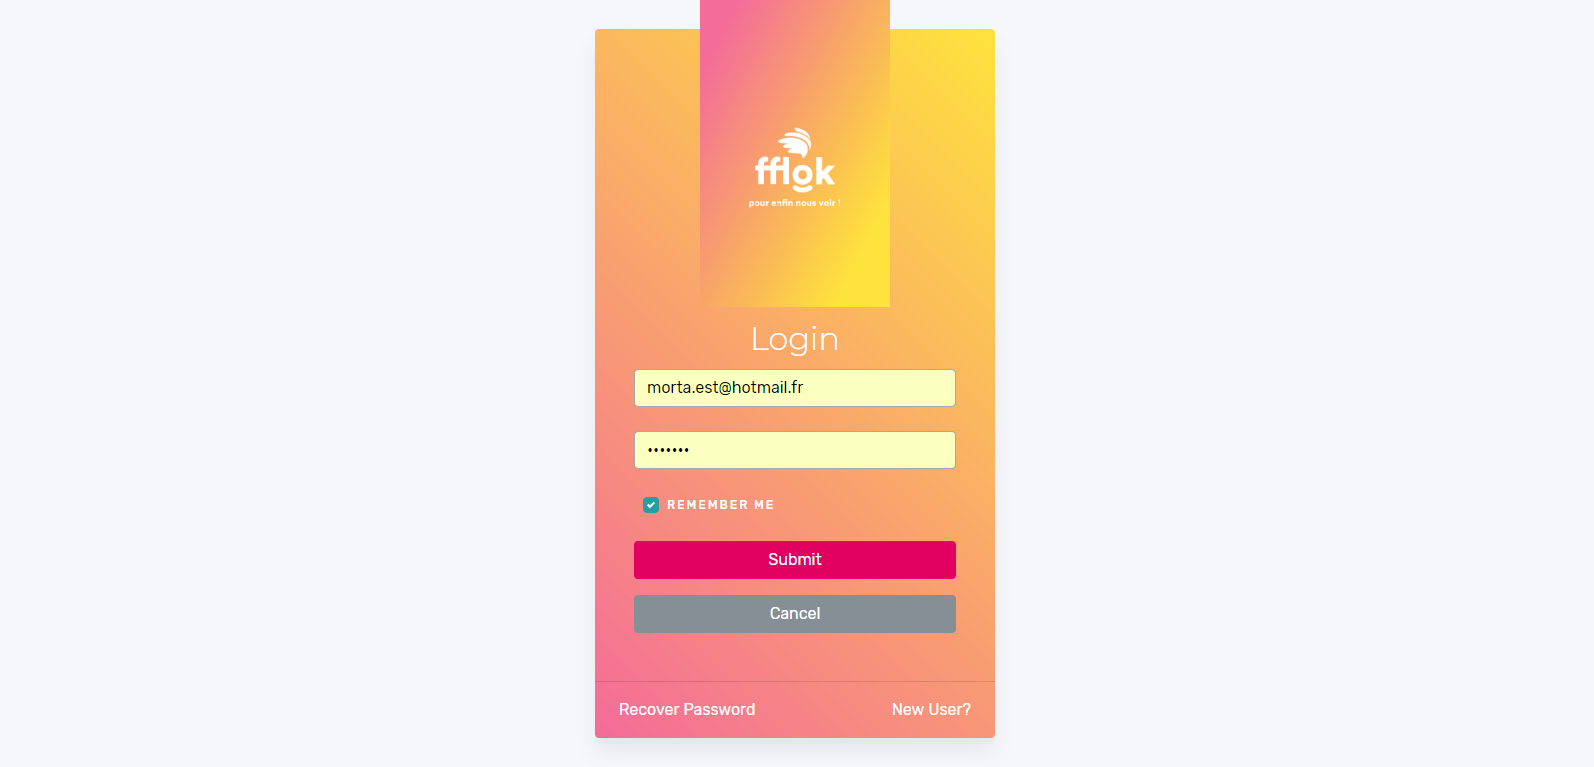 fflok
pour enfin nous voir !
Login
morta.est@hotmail.fr
•••••••
REMEMBER ME
Submit
Cancel
Recover Password
New User?